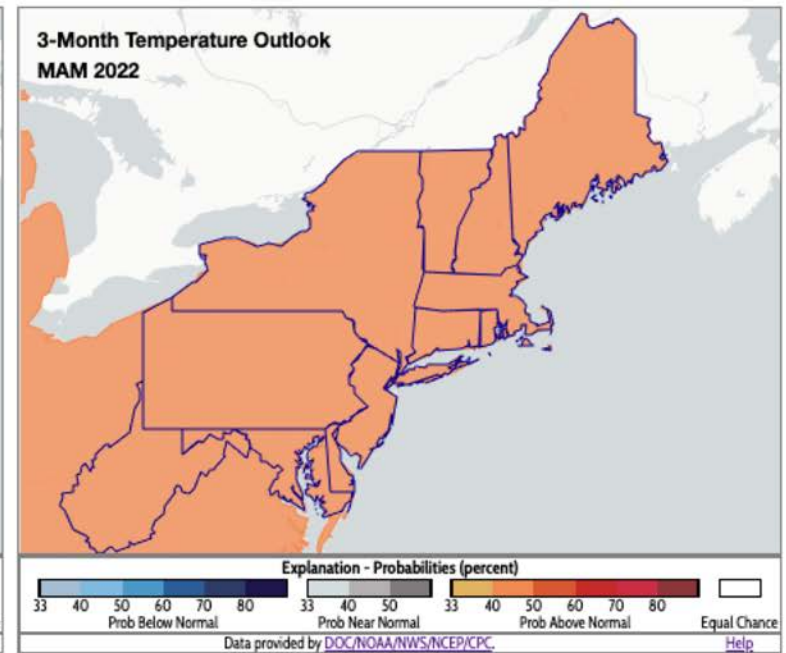 3-Month Temperature Outlook
MAM 2022
Explanation - Probabilities (percent)
33 40 50 60 70 80 33 40 50 33 40 50 60 70 80
Prob Below Normal Prob Near Normal Prob Above Normal Equal Chance
Data provided by DOC/NOAA/NWS/NCEP/CPC. Help